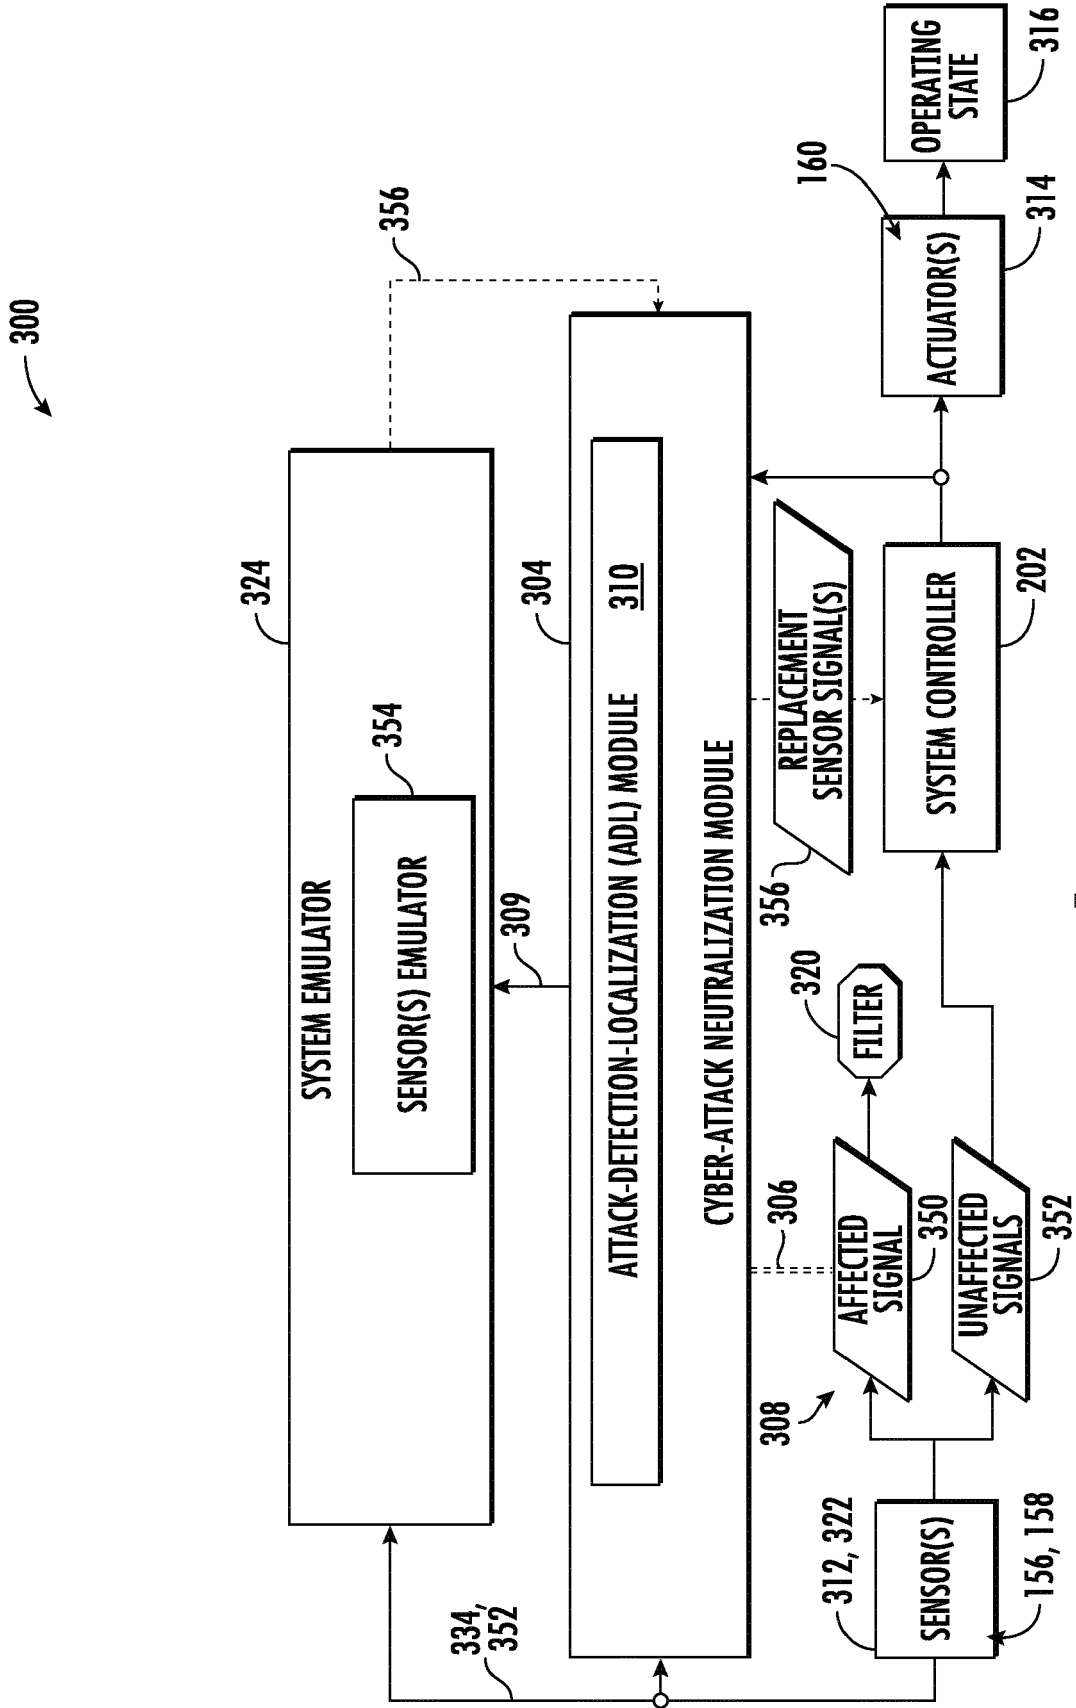 300
324
SYSTEM EMULATOR
354
SENSOR(S) EMULATOR
356
334,
352
309
304
ATTACK-DETECTION-LOCALIZATION (ADL) MODULE
310
CYBER-ATTACK NEUTRALIZATION MODULE
306
308
356
REPLACEMENT
SENSOR SIGNAL(S)
312, 322
SENSOR(S)
156, 158
AFFECTED
SIGNAL
350
320
FILTER
UNAFFECTED
SIGNALS
352
SYSTEM CONTROLLER
202
160
ACTUATOR(S)
314
OPERATING
STATE
316